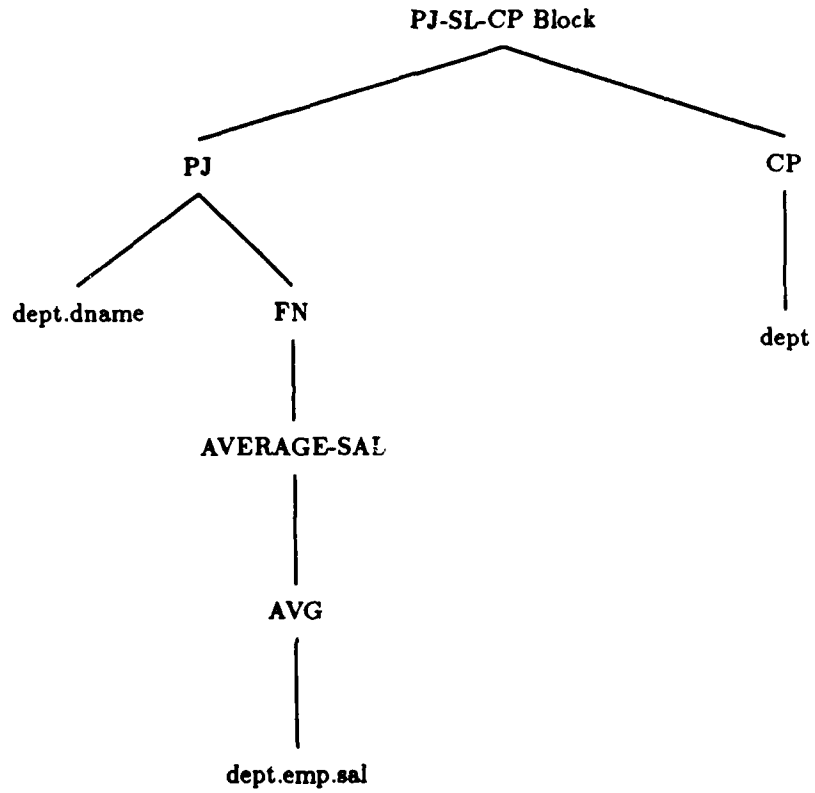 PJ-SL-CP Block
PJ
CP
dept.dname
FN
dept
AVERAGE-SAL
AVG
dept.emp.sal